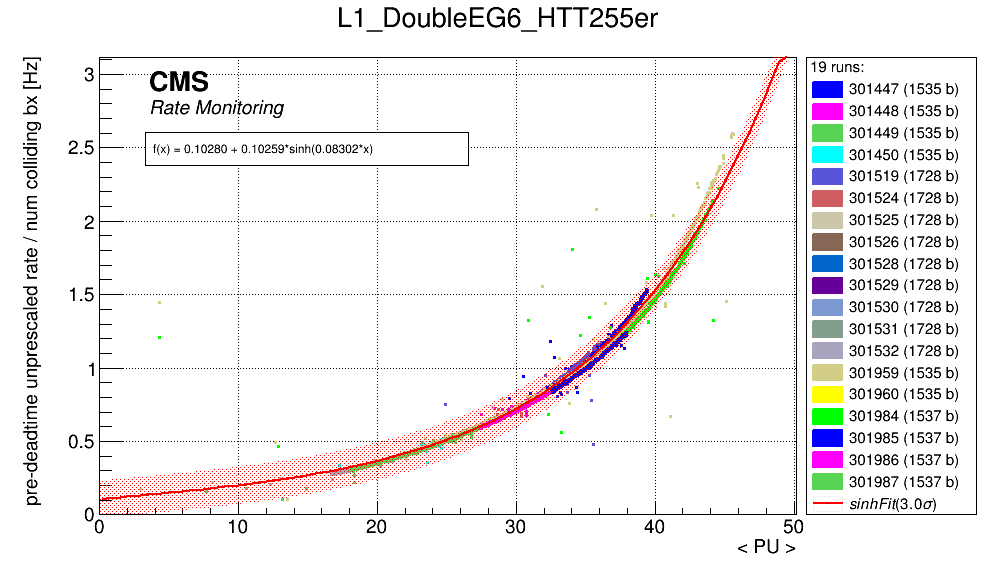 L1_DoubleEG6_HTT255er
pre-deadtime unprescaled rate / num colliding bx [Hz]
CMS
Rate Monitoring
f(x) = 0.10280 + 0.10259*sinh(0.08302*x)
3
2.5
2
1.5
1
0.5
0
0 10 20 30 40 50
< PU >
19 runs:
301447 (1535 b)
301448 (1535 b)
301449 (1535 b)
301450 (1535 b)
301519 (1728 b)
301524 (1728 b)
301525 (1728 b)
301526 (1728 b)
301528 (1728 b)
301529 (1728 b)
301530 (1728 b)
301531 (1728 b)
301532 (1728 b)
301959 (1535 b)
301960 (1535 b)
301984 (1537 b)
301985 (1537 b)
301986 (1537 b)
301987 (1537 b)
sinhFit(3.0σ)